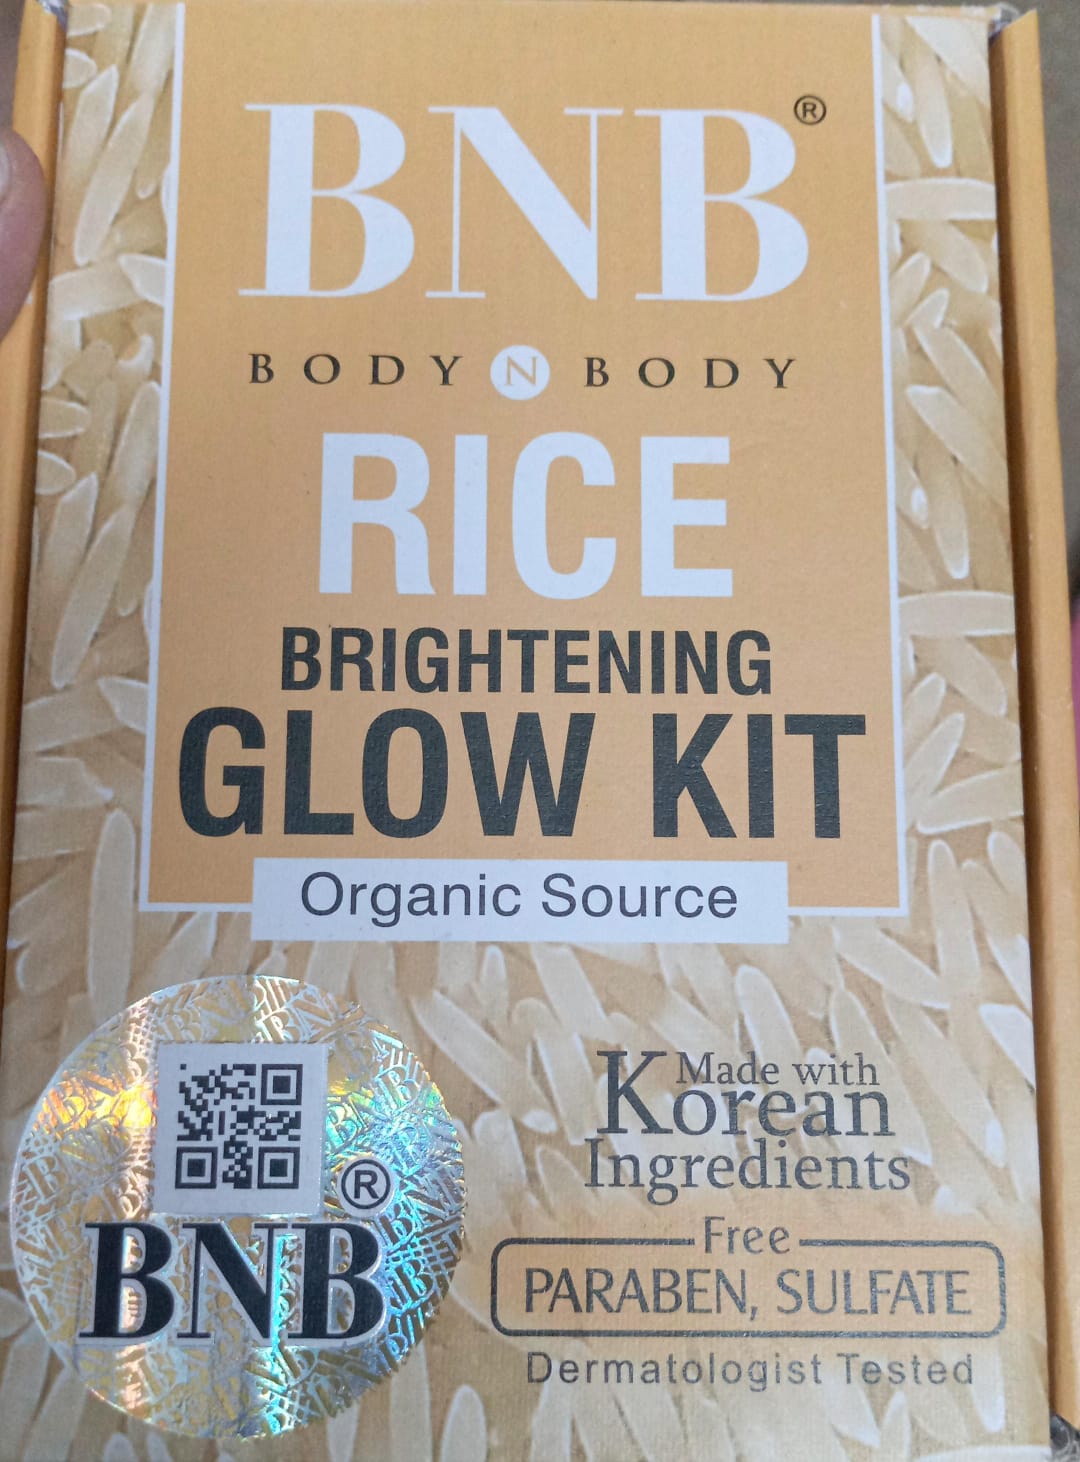 BNB®
BODY N BODY
RICE
BRIGHTENING
GLOW KIT
Organic Source
Made with
Korean
Ingredients
Free
PARABEN, SULFATE
Dermatologist Tested
®
BNB